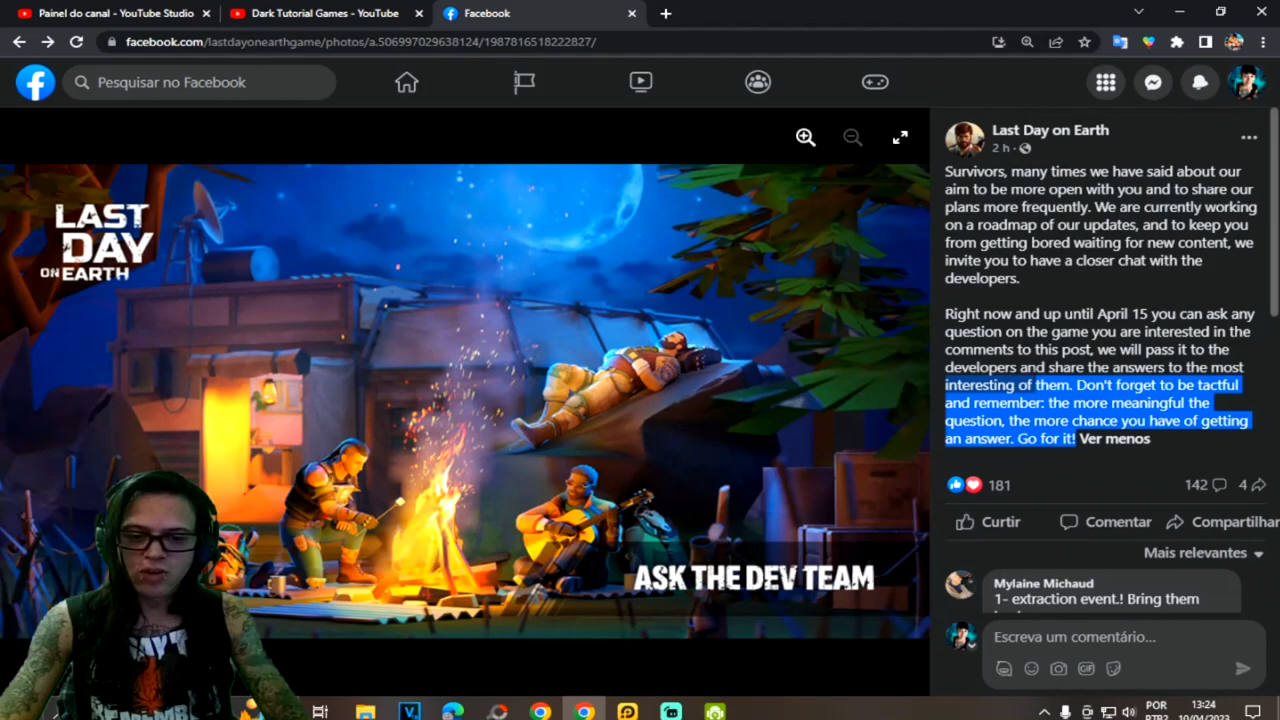 Painel do canal - YouTube Studio
Dark Tutorial Games - YouTube
Facebook
facebook.com/lastdayonearthgame/photos/a.506997029638124/1987816518222827/
Pesquisar no Facebook
LAST
DAY
ON EARTH
ASK THE DEV TEAM
Last Day on Earth
2 h ·
Survivors, many times we have said about our
aim to be more open with you and to share our
plans more frequently. We are currently working
on a roadmap of our updates, and to keep you
from getting bored waiting for new content, we
invite you to have a closer chat with the
developers.
Right now and up until April 15 you can ask any
question on the game you are interested in the
comments to this post, we will pass it to the
developers and share the answers to the most
interesting of them. Don't forget to be tactful
and remember: the more meaningful the
question, the more chance you have of getting
an answer. Go for it! Ver menos
181
142
4
Curtir
Comentar
Compartilhar
Mais relevantes
Mylaine Michaud
1- extraction event.! Bring them
Escreva um comentário...
GIF
POR
PTB2
13:24
10/04/2023